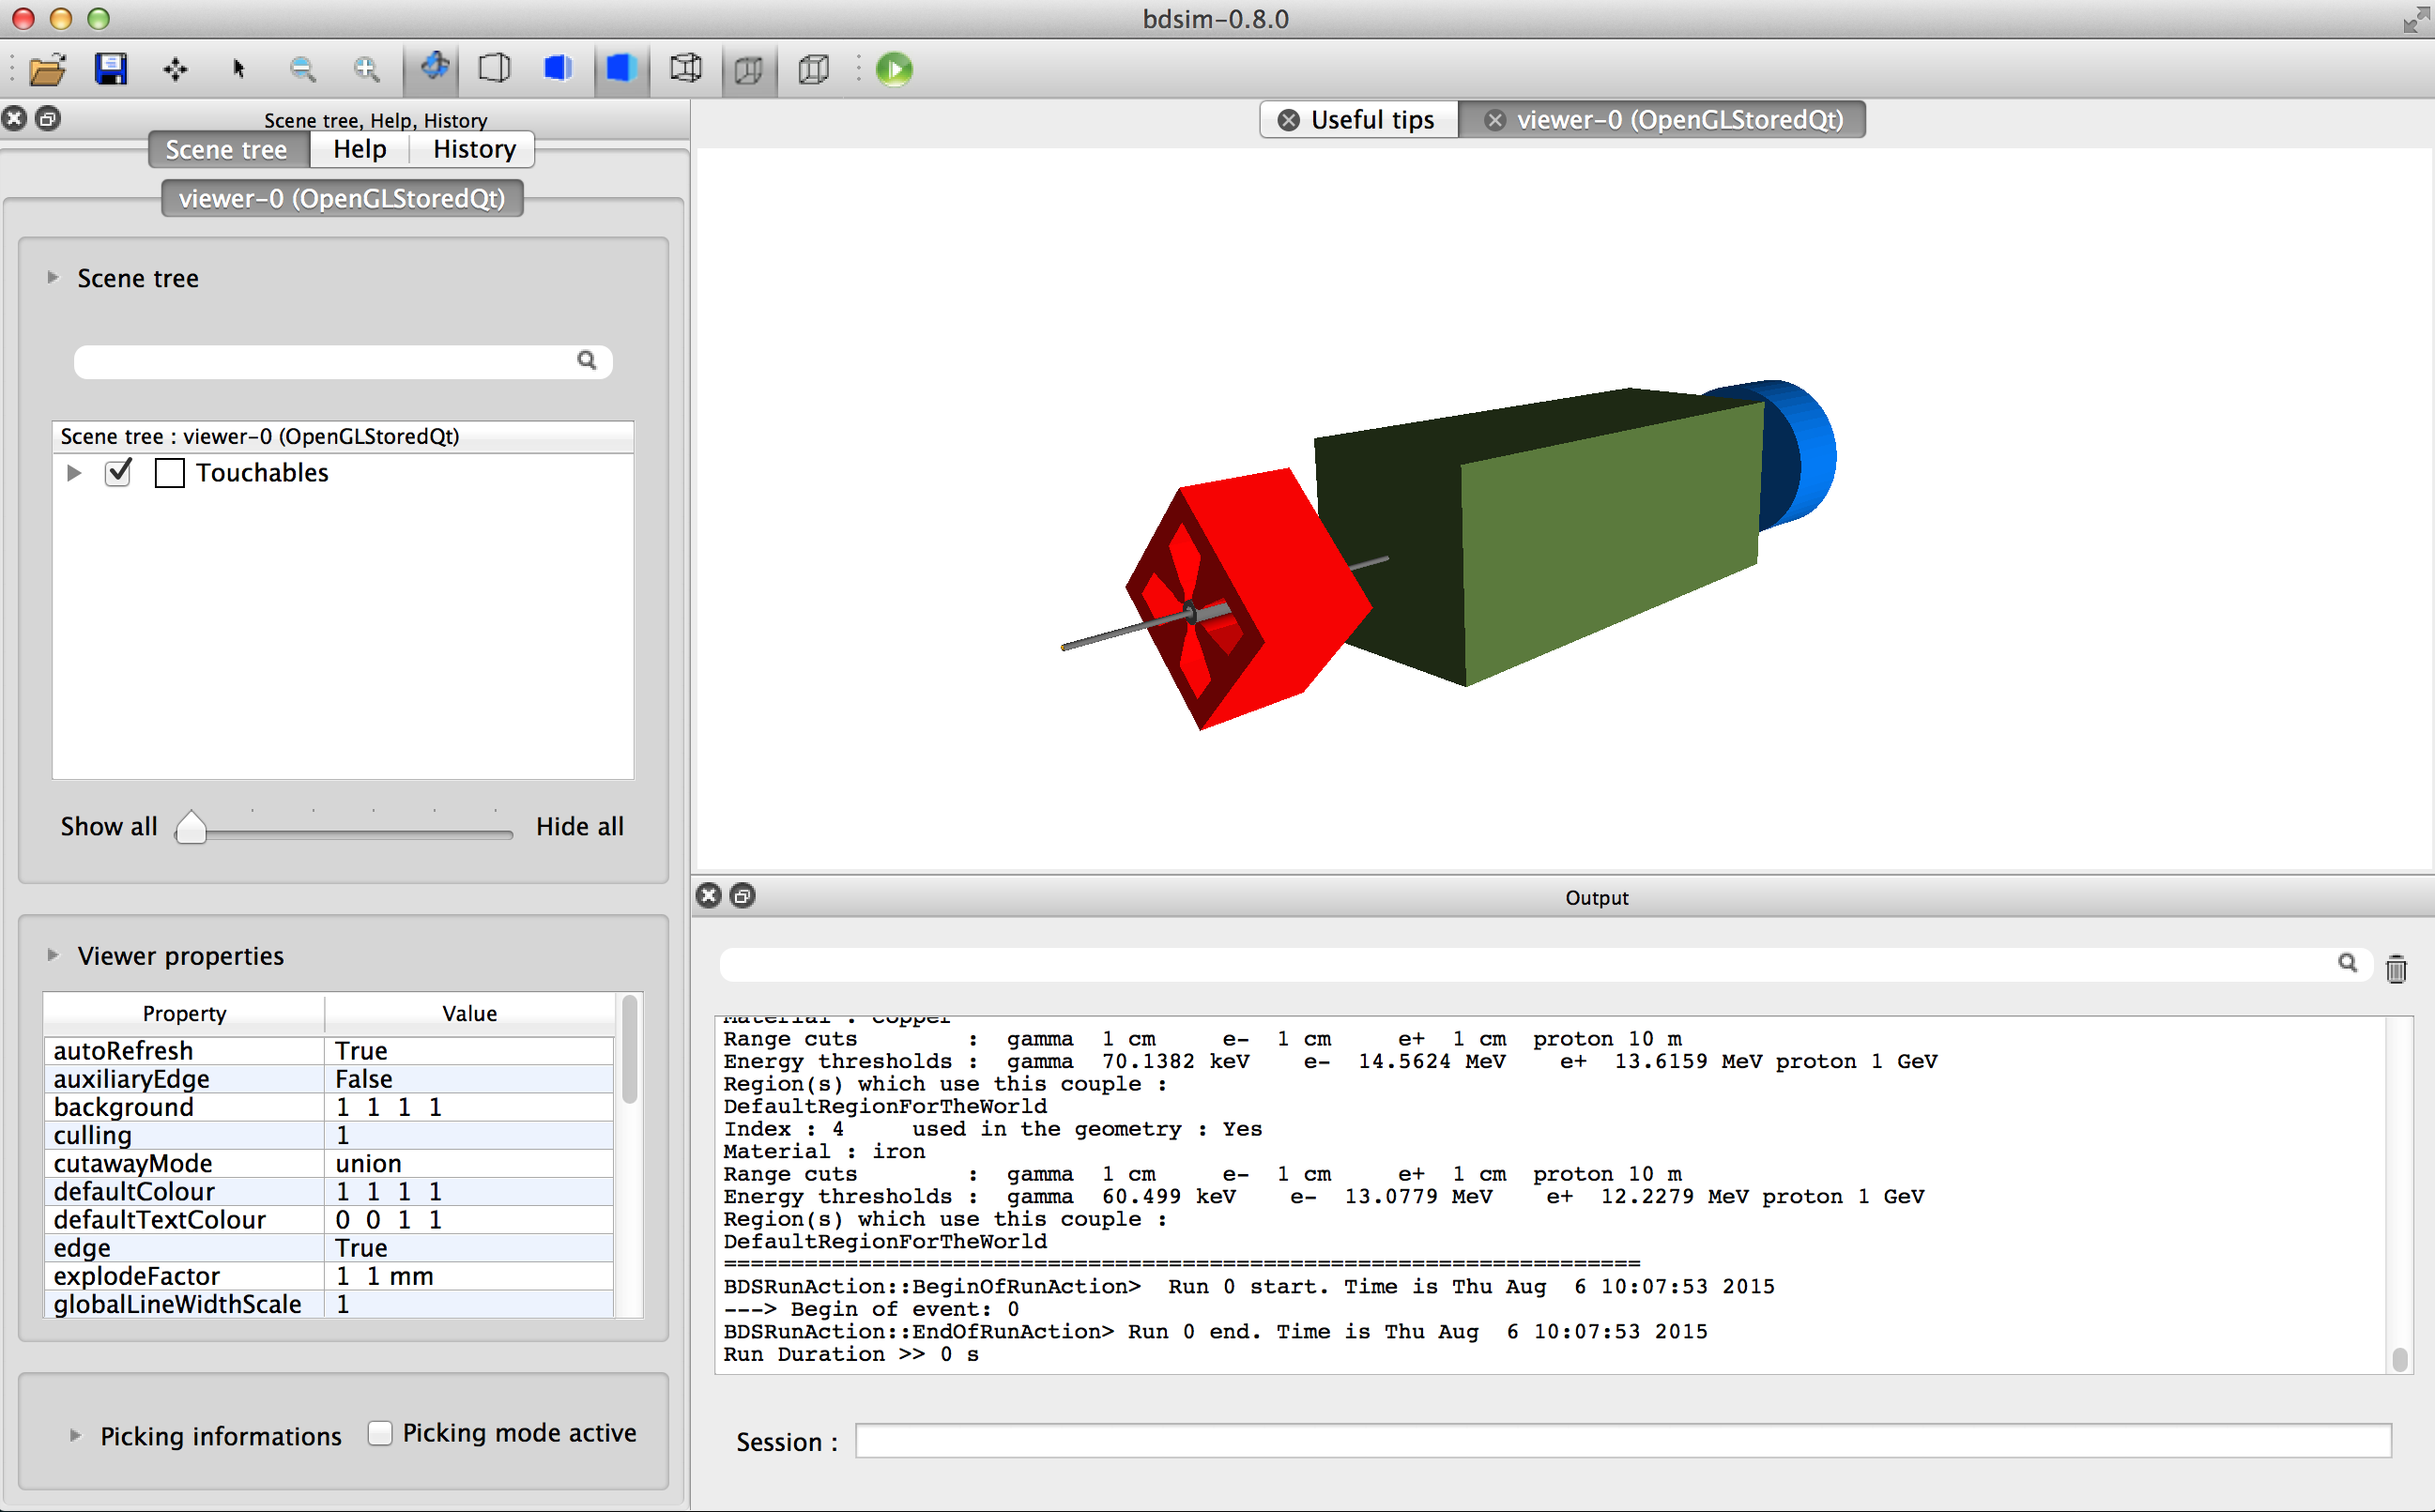 bdsim-0.8.0
Scene tree, Help, History
Scene tree
Help
History
viewer-0 (OpenGLStoredQt)
Scene tree
Scene tree : viewer-0 (OpenGLStoredQt)
Touchables
Show all
Hide all
Viewer properties
Property Value
autoRefresh True
auxiliaryEdge False
background 1 1 1 1
culling 1
cutawayMode union
defaultColour 1 1 1 1
defaultTextColour 0 0 1 1
edge True
explodeFactor 1 1 mm
globalLineWidthScale 1
Picking informations
Picking mode active
Useful tips
viewer-0 (OpenGLStoredQt)
Output
Material : copper
Range cuts : gamma 1 cm e- 1 cm e+ 1 cm proton 10 m
Energy thresholds : gamma 70.1382 keV e- 14.5624 MeV e+ 13.6159 MeV proton 1 GeV
Region(s) which use this couple :
DefaultRegionForTheWorld
Index : 4 used in the geometry : Yes
Material : iron
Range cuts : gamma 1 cm e- 1 cm e+ 1 cm proton 10 m
Energy thresholds : gamma 60.499 keV e- 13.0779 MeV e+ 12.2279 MeV proton 1 GeV
Region(s) which use this couple :
DefaultRegionForTheWorld
====================================================================
BDSRunAction::BeginOfRunAction> Run 0 start. Time is Thu Aug 6 10:07:53 2015
---> Begin of event: 0
BDSRunAction::EndOfRunAction> Run 0 end. Time is Thu Aug 6 10:07:53 2015
Run Duration >> 0 s
Session :